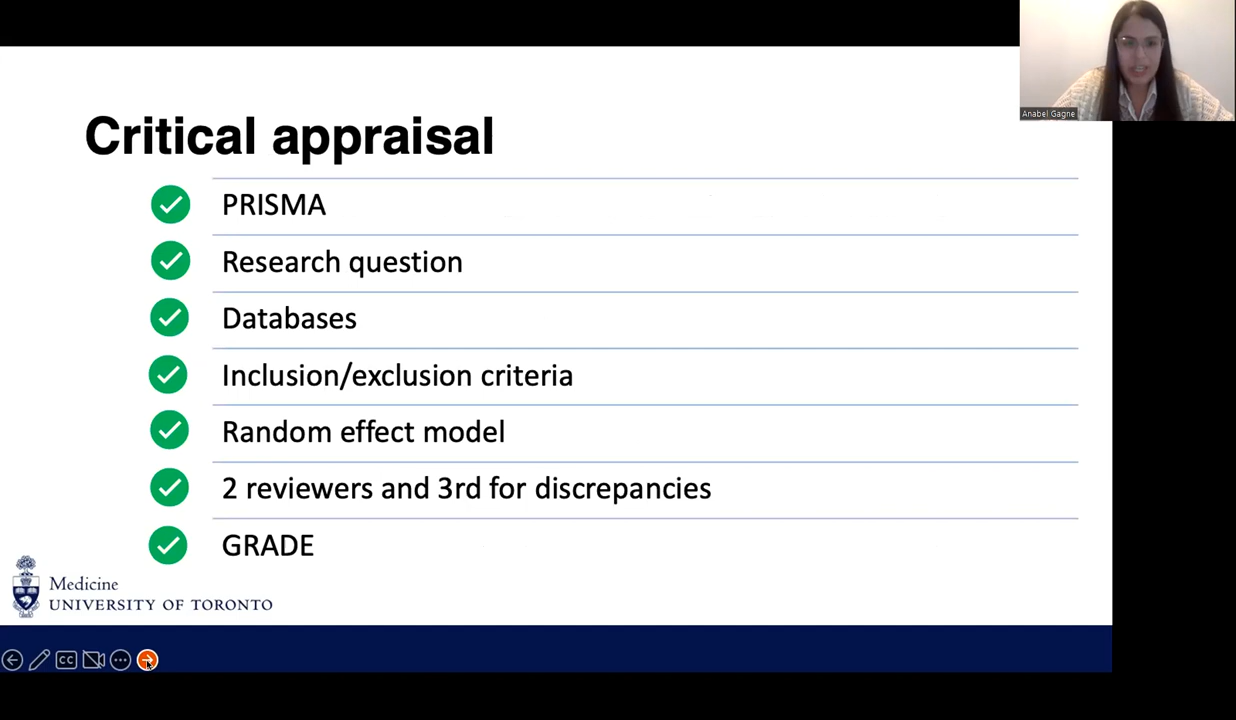 Anabel Gagne
Critical appraisal
PRISMA
Research question
Databases
Inclusion/exclusion criteria
Random effect model
2 reviewers and 3rd for discrepancies
GRADE
Medicine
UNIVERSITY OF TORONTO
CC